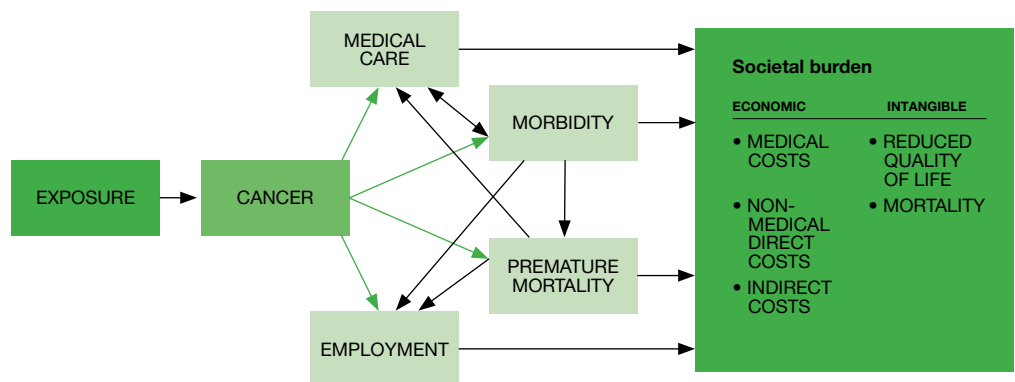 MEDICAL
CARE
MORBIDITY
EXPOSURE
CANCER
PREMATURE
MORTALITY
EMPLOYMENT
Societal burden
ECONOMIC
INTANGIBLE
• MEDICAL
COSTS
• NON-
MEDICAL
DIRECT
COSTS
• INDIRECT
COSTS
• REDUCED
QUALITY
OF LIFE
• MORTALITY